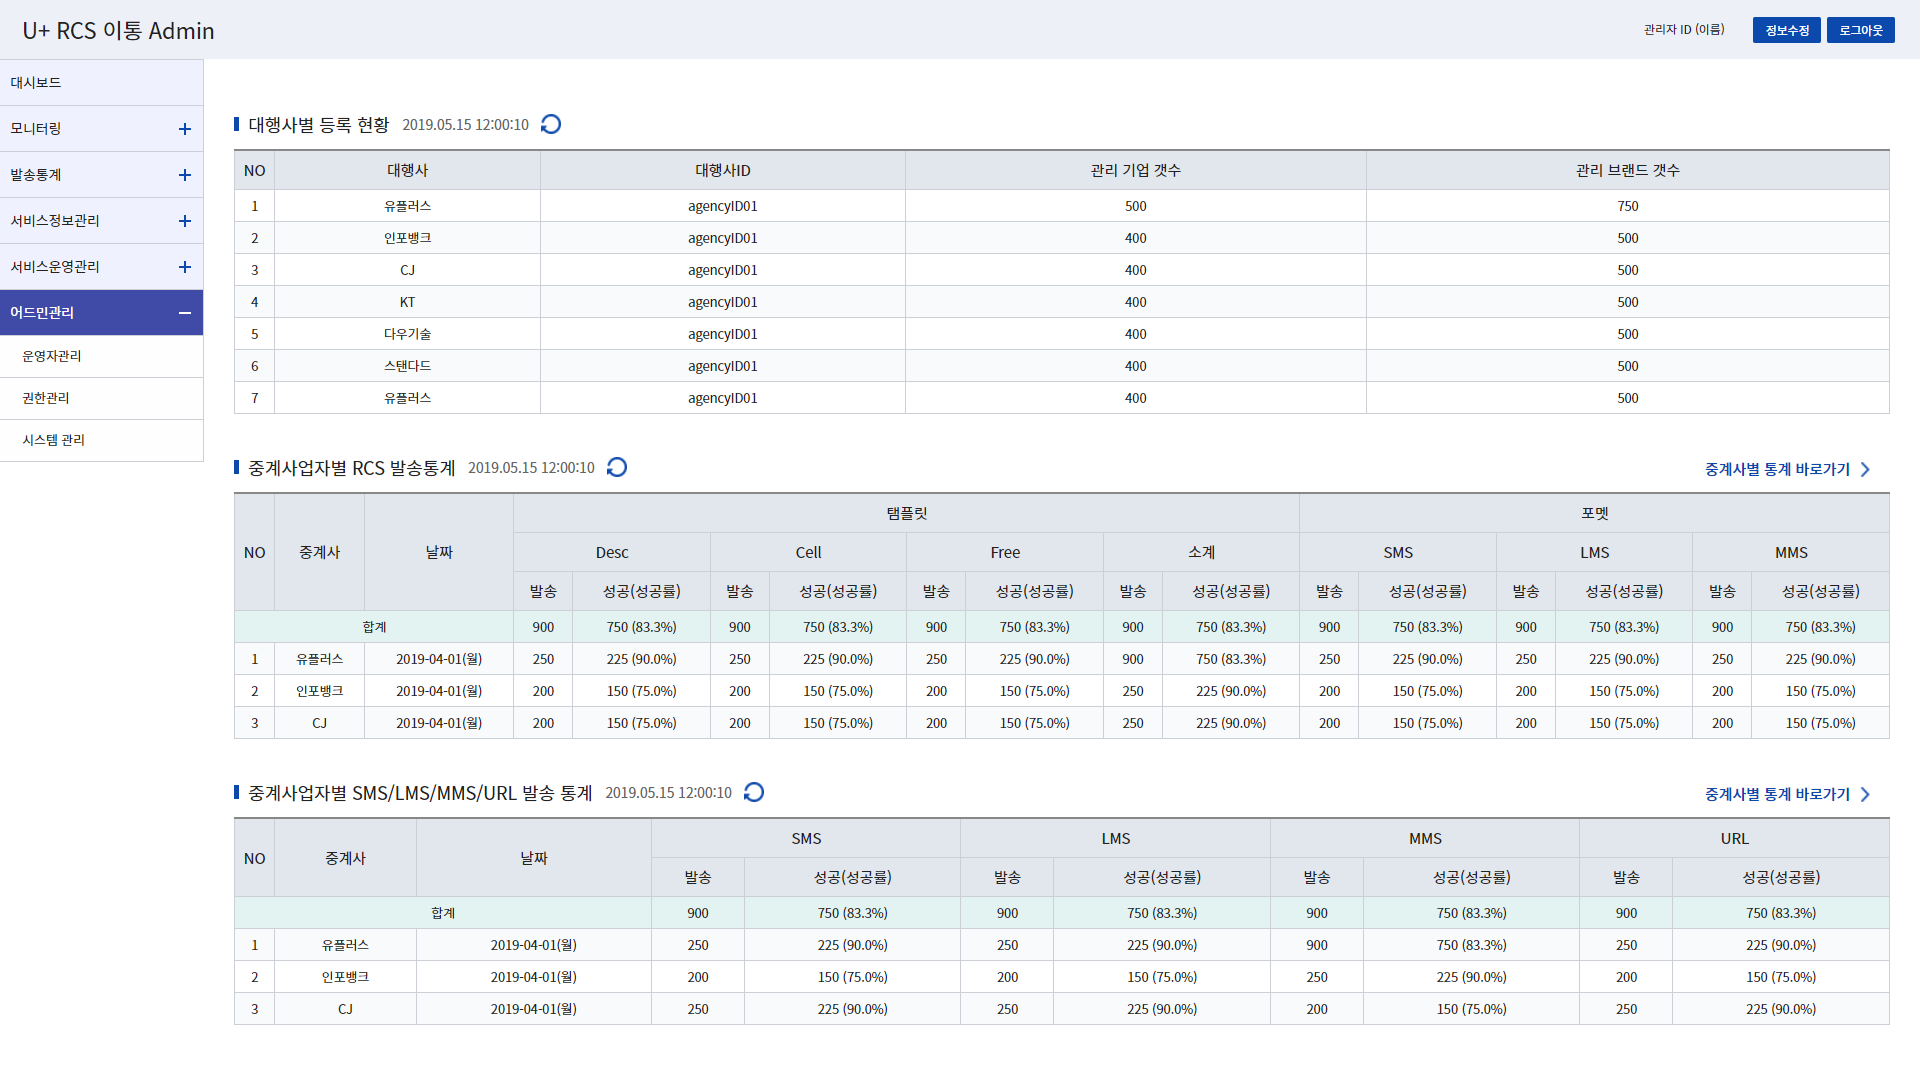 U+ RCS 이통 Admin
관리자 ID (이름) 정보수정 로그아웃
대시보드
모니터링
발송통계
서비스정보관리
서비스운영관리
어드민관리
운영자관리
권한관리
시스템 관리
대행사별 등록 현황 2019.05.15 12:00:10
NO 대행사 대행사ID 관리 기업 갯수 관리 브랜드 갯수
1 유플러스 agencyID01 500 750
2 인포뱅크 agencyID01 400 500
3 CJ agencyID01 400 500
4 KT agencyID01 400 500
5 다우기술 agencyID01 400 500
6 스탠다드 agencyID01 400 500
7 유플러스 agencyID01 400 500
중계사업자별 RCS 발송통계 2019.05.15 12:00:10 중계사별 통계 바로가기
탬플릿 포멧
NO 중계사 날짜 Desc Cell Free 소계 SMS LMS MMS
발송 성공(성공률) 발송 성공(성공률) 발송 성공(성공률) 발송 성공(성공률) 발송 성공(성공률) 발송 성공(성공률) 발송 성공(성공률)
합계 900 750 (83.3%) 900 750 (83.3%) 900 750 (83.3%) 900 750 (83.3%) 900 750 (83.3%) 900 750 (83.3%) 900 750 (83.3%)
1 유플러스 2019-04-01(월) 250 225 (90.0%) 250 225 (90.0%) 250 225 (90.0%) 900 750 (83.3%) 250 225 (90.0%) 250 225 (90.0%) 250 225 (90.0%)
2 인포뱅크 2019-04-01(월) 200 150 (75.0%) 200 150 (75.0%) 200 150 (75.0%) 250 225 (90.0%) 200 150 (75.0%) 200 150 (75.0%) 200 150 (75.0%)
3 CJ 2019-04-01(월) 200 150 (75.0%) 200 150 (75.0%) 200 150 (75.0%) 250 225 (90.0%) 200 150 (75.0%) 200 150 (75.0%) 200 150 (75.0%)
중계사업자별 SMS/LMS/MMS/URL 발송 통계 2019.05.15 12:00:10 중계사별 통계 바로가기
NO 중계사 날짜 SMS LMS MMS URL
발송 성공(성공률) 발송 성공(성공률) 발송 성공(성공률) 발송 성공(성공률)
합계 900 750 (83.3%) 900 750 (83.3%) 900 750 (83.3%) 900 750 (83.3%)
1 유플러스 2019-04-01(월) 250 225 (90.0%) 250 225 (90.0%) 900 750 (83.3%) 250 225 (90.0%)
2 인포뱅크 2019-04-01(월) 200 150 (75.0%) 200 150 (75.0%) 250 225 (90.0%) 200 150 (75.0%)
3 CJ 2019-04-01(월) 250 225 (90.0%) 250 225 (90.0%) 200 150 (75.0%) 250 225 (90.0%)